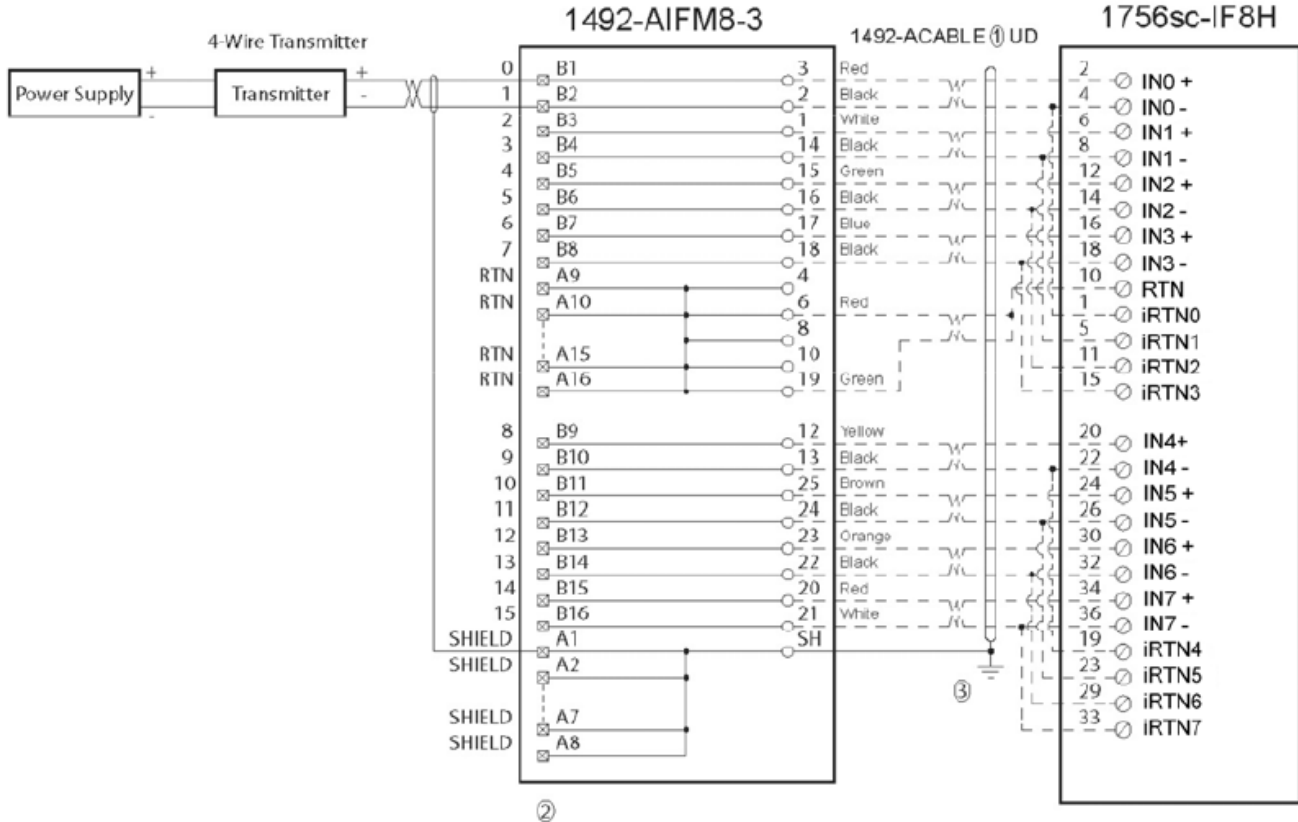 1492-AIFM8-3
1756sc-IF8H
1492-ACABLE ① UD
4-Wire Transmitter
Power Supply
+
-
Transmitter
+
-
0 B1 3 Red 2 IN0 +
1 B2 2 Black 4 IN0 -
2 B3 1 White 6 IN1 +
3 B4 14 Black 8 IN1 -
4 B5 15 Green 12 IN2 +
5 B6 16 Black 14 IN2 -
6 B7 17 Blue 16 IN3 +
7 B8 18 Black 18 IN3 -
RTN A9 4 10 RTN
RTN A10 6 Red 1 iRTN0
8 5 iRTN1
RTN A15 10 11 iRTN2
RTN A16 19 Green 15 iRTN3
8 B9 12 Yellow 20 IN4+
9 B10 13 Black 22 IN4 -
10 B11 25 Brown 24 IN5 +
11 B12 24 Black 26 IN5 -
12 B13 23 Orange 30 IN6 +
13 B14 22 Black 32 IN6 -
14 B15 20 Red 34 IN7 +
15 B16 21 White 36 IN7 -
SHIELD A1 SH 19 iRTN4
SHIELD A2 23 iRTN5
③ 29 iRTN6
SHIELD A7 33 iRTN7
SHIELD A8
②